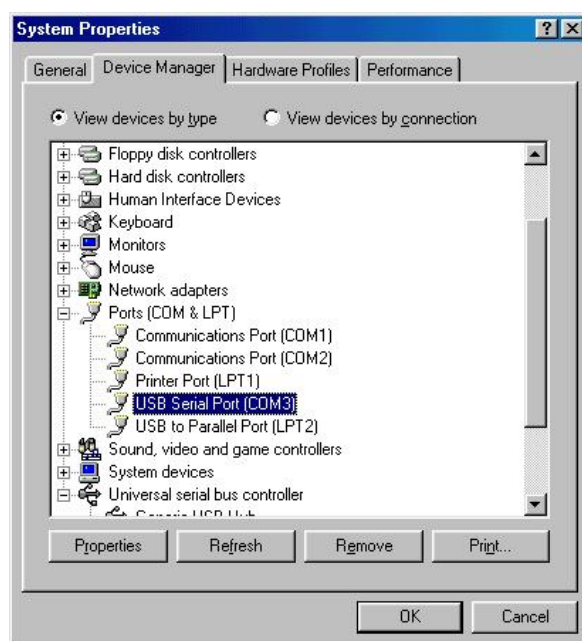 System Properties
General Device Manager Hardware Profiles Performance
View devices by type View devices by connection
Floppy disk controllers
Hard disk controllers
Human Interface Devices
Keyboard
Monitors
Mouse
Network adapters
Ports (COM & LPT)
Communications Port (COM1)
Communications Port (COM2)
Printer Port (LPT1)
USB Serial Port (COM3)
USB to Parallel Port (LPT2)
Sound, video and game controllers
System devices
Universal serial bus controller
Generic USB Hub
Properties Refresh Remove Print...
OK Cancel